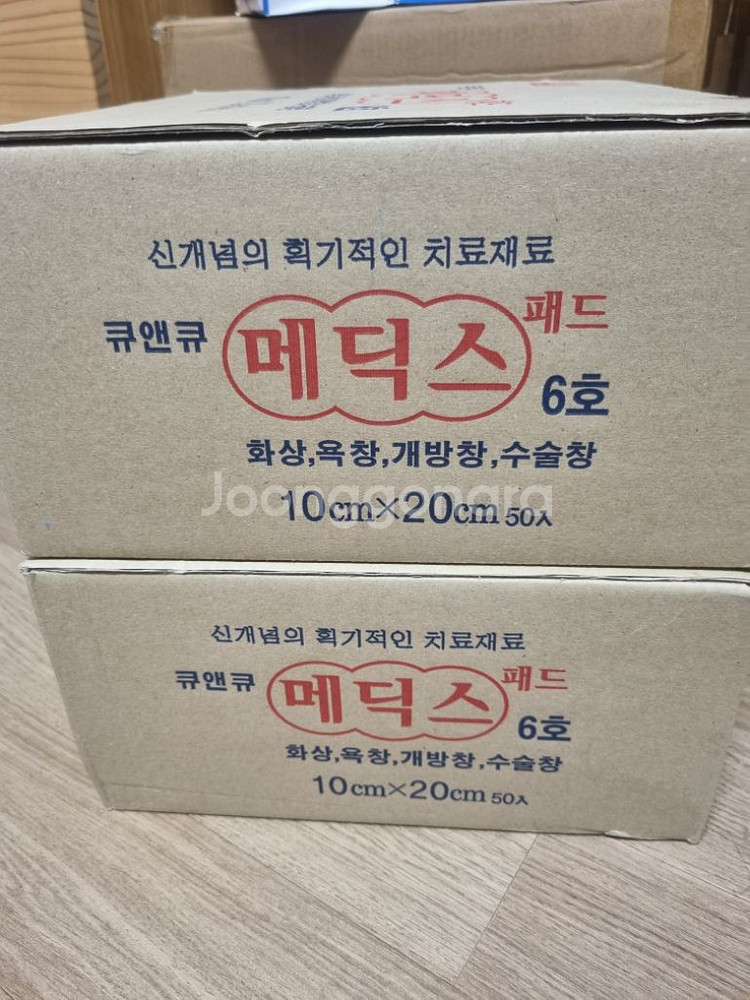 신개념의 획기적인 치료재료
큐앤큐 메딕스 패드
6호
화상,욕창,개방창,수술창
10cm×20cm 50入
Joonggonara
신개념의 획기적인 치료재료
큐앤큐 메딕스 패드
6호
화상,욕창,개방창,수술창
10cm×20cm 50入